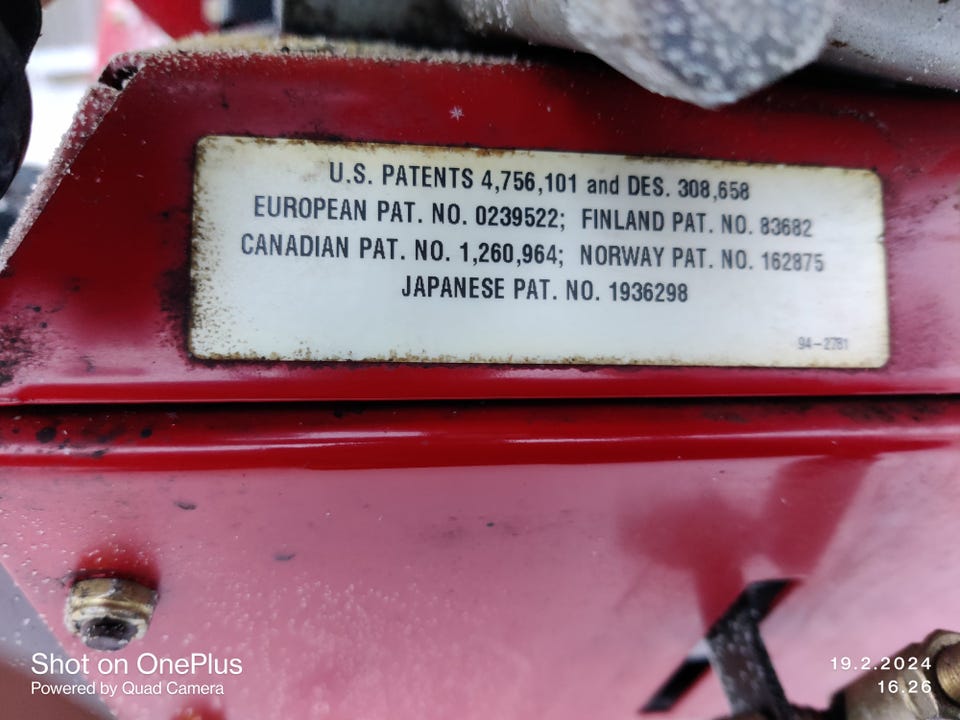 U.S. PATENTS 4,756,101 and DES. 308,658
EUROPEAN PAT. NO. 0239522; FINLAND PAT. NO. 83682
CANADIAN PAT. NO. 1,260,964; NORWAY PAT. NO. 162875
JAPANESE PAT. NO. 1936298
94-2781
Shot on OnePlus
Powered by Quad Camera
19.2.2024
16.26